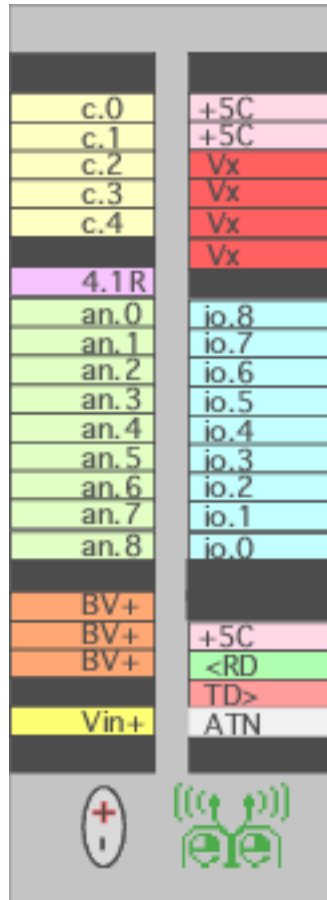 c.0
c.1
c.2
c.3
c.4
4.1R
an.0
an.1
an.2
an.3
an.4
an.5
an.6
an.7
an.8
BV+
BV+
BV+
Vin+
+5C
+5C
Vx
Vx
Vx
Vx
io.8
io.7
io.6
io.5
io.4
io.3
io.2
io.1
io.0
+5C
<RD
TD>
ATN
+
-